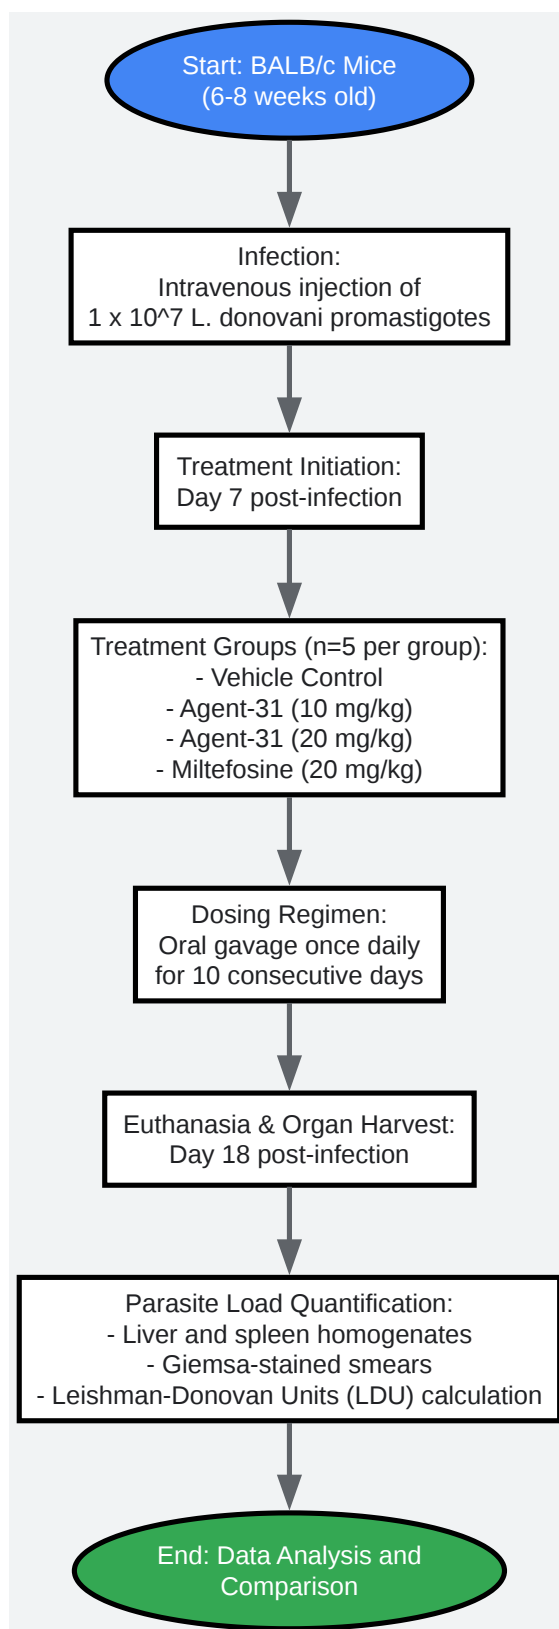 Start: BALB/c Mice
(6-8 weeks old)
Infection:
Intravenous injection of
1 x 10^7 L. donovani promastigotes
Treatment Initiation:
Day 7 post-infection
Treatment Groups (n=5 per group):
- Vehicle Control
- Agent-31 (10 mg/kg)
- Agent-31 (20 mg/kg)
- Miltefosine (20 mg/kg)
Dosing Regimen:
Oral gavage once daily
for 10 consecutive days
Euthanasia & Organ Harvest:
Day 18 post-infection
Parasite Load Quantification:
- Liver and spleen homogenates
- Giemsa-stained smears
- Leishman-Donovan Units (LDU) calculation
End: Data Analysis and
Comparison